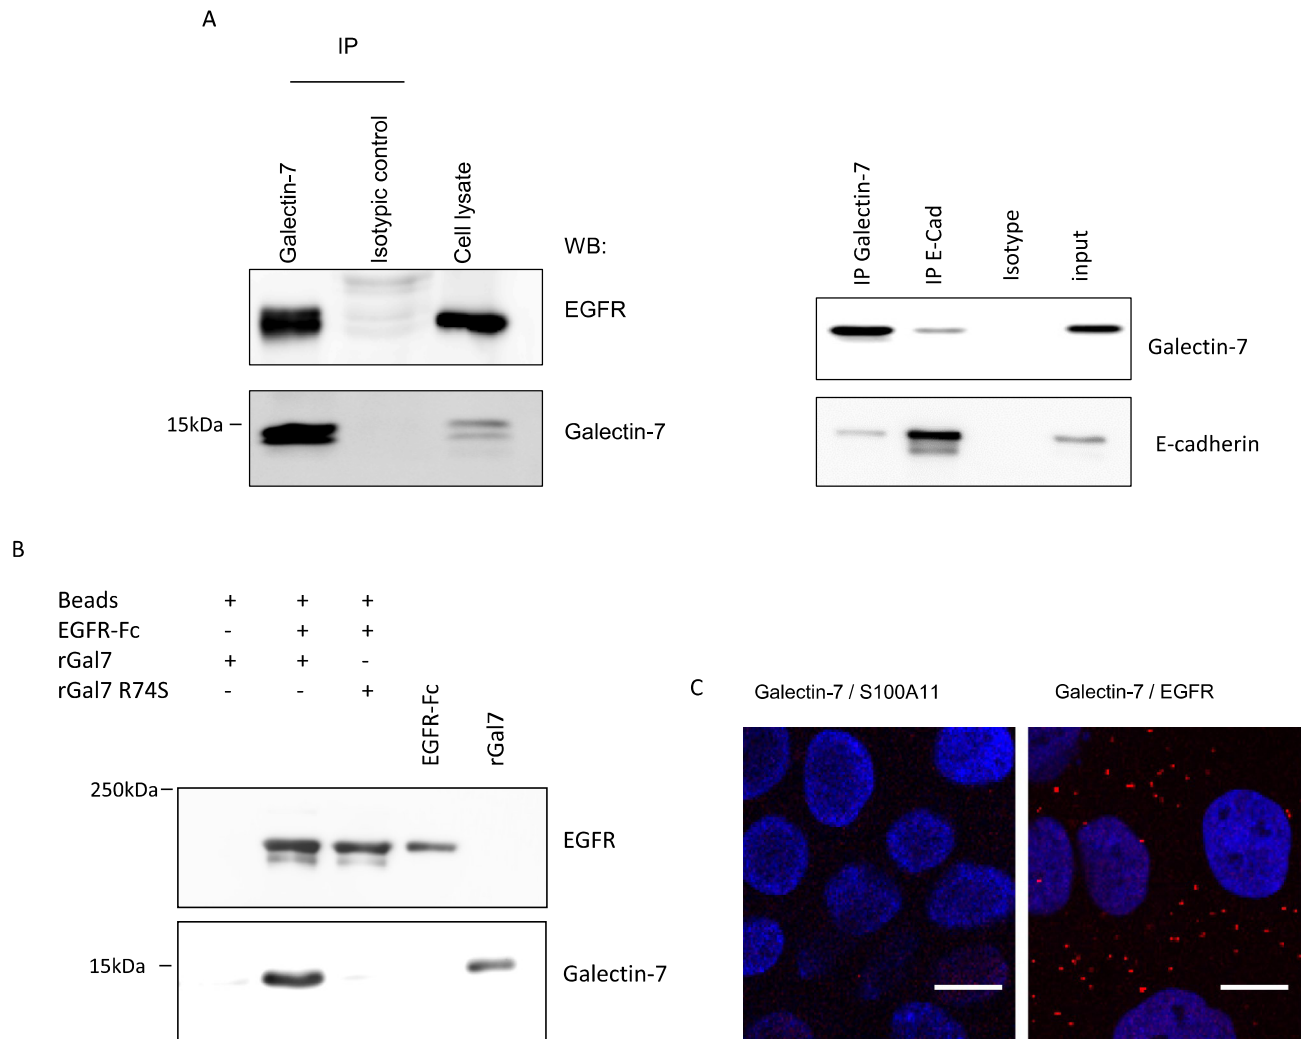 A
IP
Galectin-7
Isotypic control
Cell lysate
WB:
EGFR
15kDa
Galectin-7
IP Galectin-7
IP E-Cad
Isotype
input
Galectin-7
E-cadherin
B
Beads + + +
EGFR-Fc - + +
rGal7 + + -
rGal7 R74S - - +
EGFR-Fc
rGal7
250kDa
EGFR
15kDa
Galectin-7
C
Galectin-7 / S100A11
Galectin-7 / EGFR